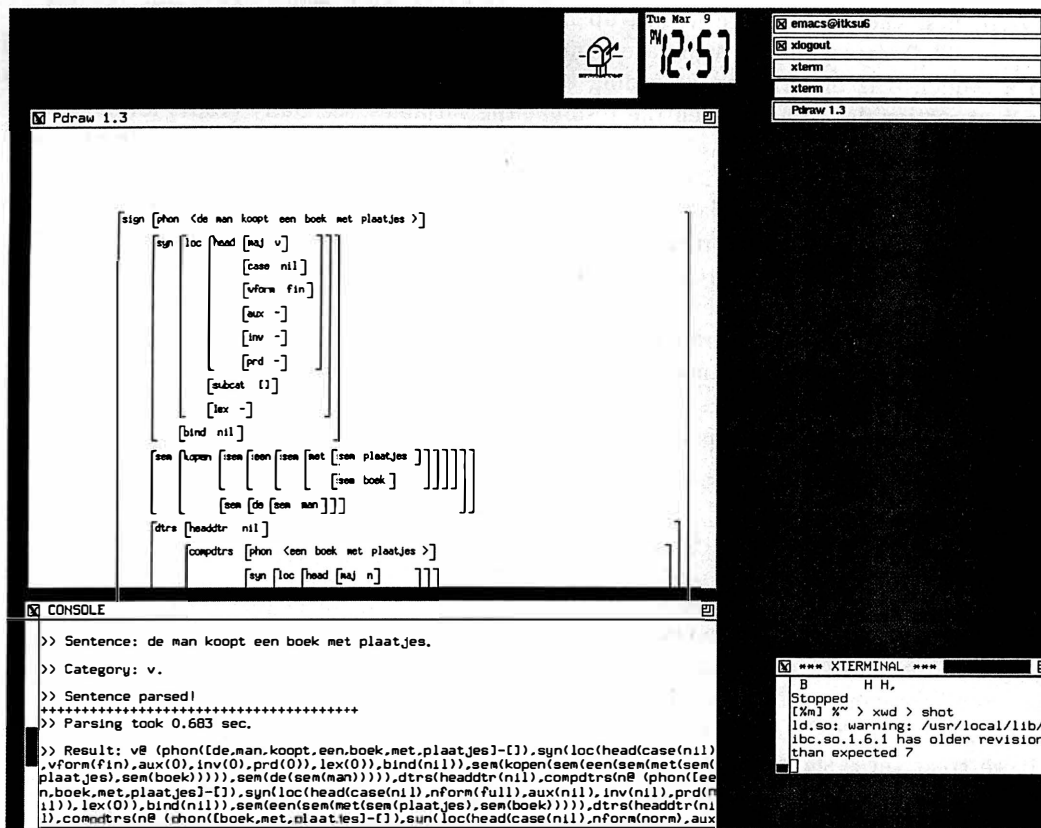 Tue Mar 9
PM 12:57
emacs@itksu6
xlogout
xterm
xterm
Pdraw 1.3
Pdraw 1.3
[sign [phon <de man koopt een boek met plaatjes >]
[syn [loc [head [maj v]
[case nil]
[vform fin]
[aux -]
[inv -]
[prd -]
[subcat []]
[lex -]
[bind nil]
[sem [kopen [:sem [:een [:sem [met [:sem plaatjes ]]]]]]]
[:sem boek ]
[sem [de [sem man ]]]
[dtrs [headdtr nil ]
[compdtrs [phon <een boek met plaatjes >]
[syn [loc [head [maj n] ]]]
CONSOLE
>> Sentence: de man koopt een boek met plaatjes.
>> Category: v.
>> Sentence parsed!
+++++++++++++++++++++++++++++++++++++++
>> Parsing took 0.683 sec.
>> Result: v@ (phon([de,man,koopt,een,boek,met,plaatjes]-[]),syn(loc(head(case(nil)
,vform(fin),aux(0),inv(0),prd(0)),lex(0)),bind(nil)),sem(kopen(sem(een(sem(met(sem(
plaatjes),sem(boek))))),sem(de(sem(man))))),dtrs(headdtr(nil),compdtrs(n@ (phon([ee
n,boek,met,plaatjes]-[]),syn(loc(head(case(nil),nform(full),aux(nil),inv(nil),prd(n
il)),lex(0)),bind(nil)),sem(een(sem(met(sem(plaatjes),sem(boek))))),dtrs(headdtr(ni
l),compdtrs(n@ (phon([boek,met,plaatjes]-[]),syn(loc(head(case(nil),nform(norm),aux
*** XTERMINAL ***
B H H,
Stopped
[%m] %~ > xwd > shot
ld.so: warning: /usr/local/lib/
ibc.so.1.6.1 has older revision
than expected 7